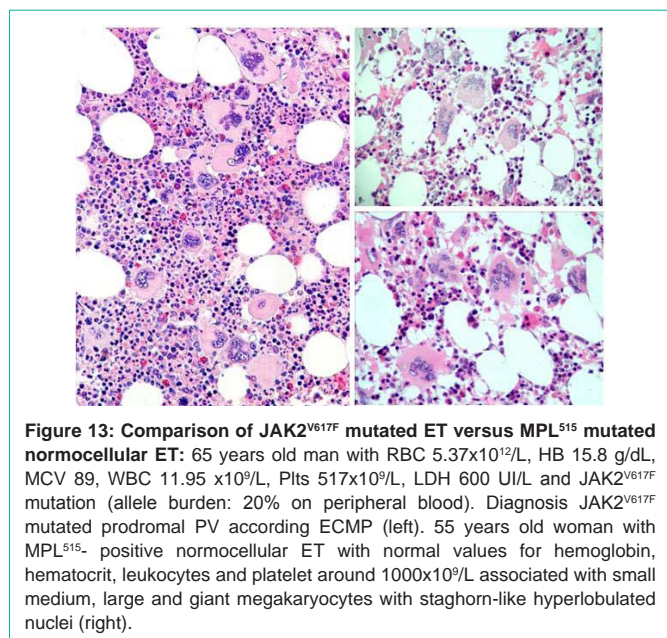 Figure 13: Comparison of JAK2V617F mutated ET versus MPL515 mutated
normocellular ET: 65 years old man with RBC 5.37x10¹²/L, HB 15.8 g/dL,
MCV 89, WBC 11.95 x10⁹/L, Plts 517x10⁹/L, LDH 600 UI/L and JAK2V617F
mutation (allele burden: 20% on peripheral blood). Diagnosis JAK2V617F
mutated prodromal PV according ECMP (left). 55 years old woman with
MPL515- positive normocellular ET with normal values for hemoglobin,
hematocrit, leukocytes and platelet around 1000x10⁹/L associated with small
medium, large and giant megakaryocytes with staghorn-like hyperlobulated
nuclei (right).